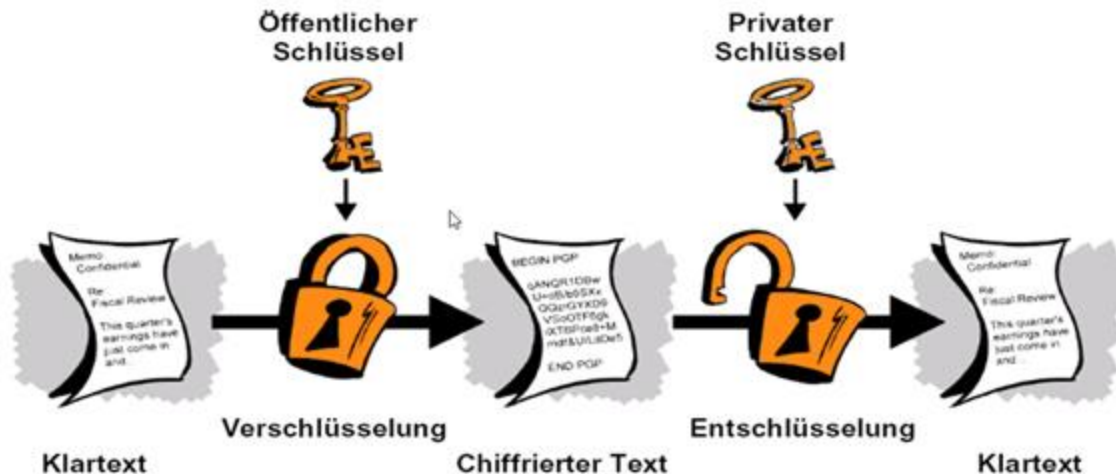 Öffentlicher
Schlüssel
Privater
Schlüssel
Memo:
Confidential
Re:
Fiscal Review
This quarter's
earnings have
just come in
and...
BEGIN PGP
END PGP
Memo:
Confidential
Re:
Fiscal Review
This quarter's
earnings have
just come in
and...
Verschlüsselung
Entschlüsselung
Klartext
Chiffrierter Text
Klartext